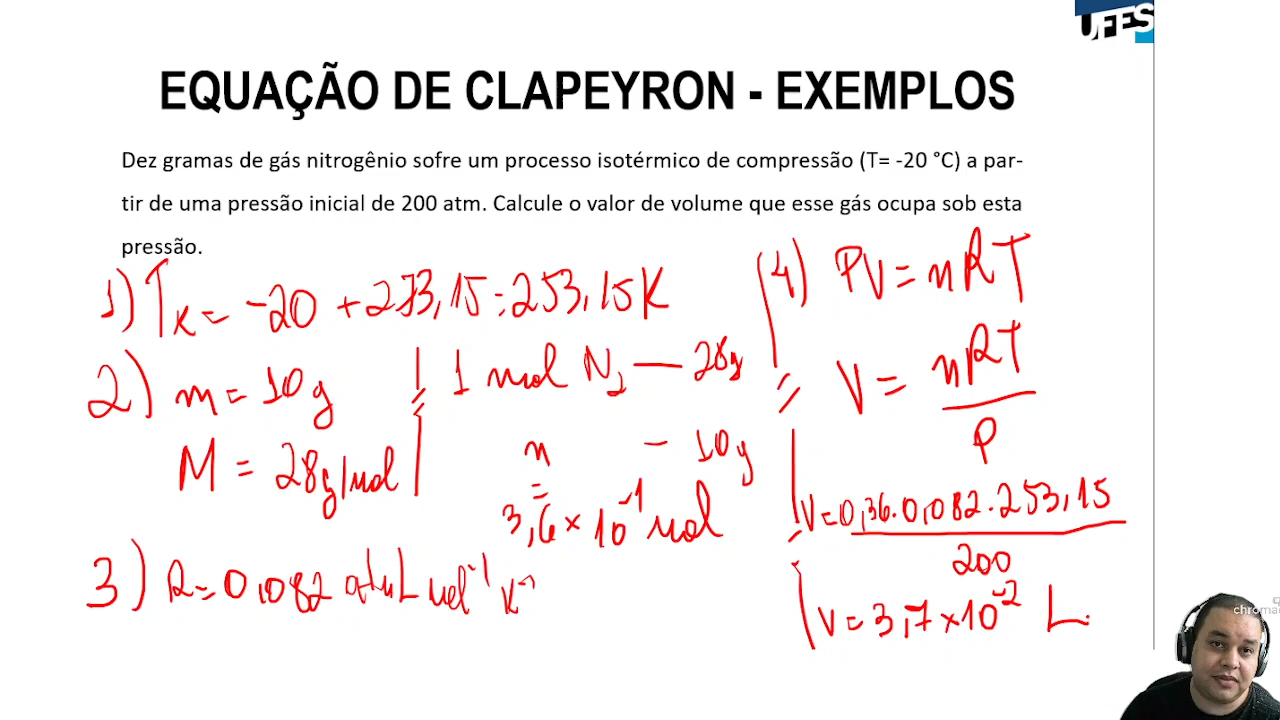 UFES
EQUAÇÃO DE CLAPEYRON - EXEMPLOS
Dez gramas de gás nitrogênio sofre um processo isotérmico de compressão (T= -20 °C) a par-
tir de uma pressão inicial de 200 atm. Calcule o valor de volume que esse gás ocupa sob esta
pressão.
1) Tₖ = -20 + 273,15 = 253,15 K
2) m = 10g
M = 28g/mol
1 mol N₂ — 28g
n — 10g
=
3,6 × 10⁻¹ mol
3) R = 0,082 atm L mol⁻¹ K⁻¹
(4) PV = nRT
V = nRT
P
V = 0,36 . 0,082 . 253,15
200
V = 3,7 × 10⁻² L